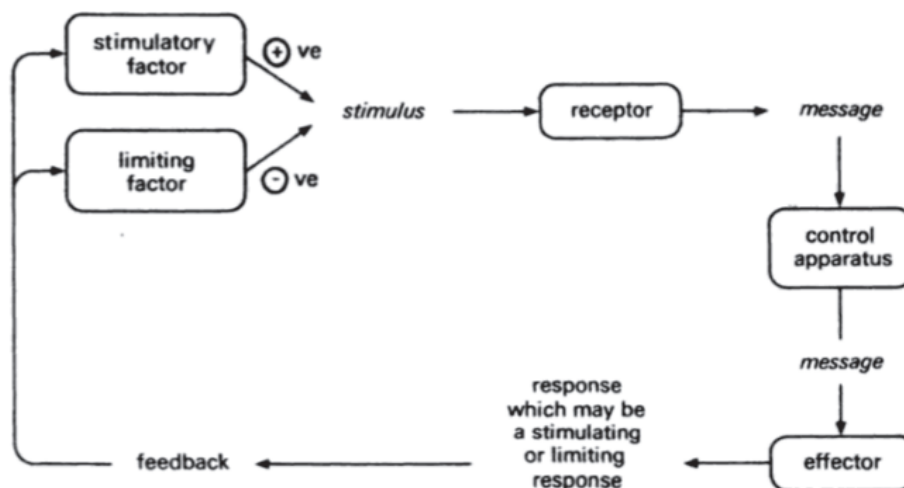 stimulatory
factor
+ ve
stimulus
receptor
message
limiting
factor
- ve
control
apparatus
message
response
which may be
a stimulating
or limiting
response
effector
feedback